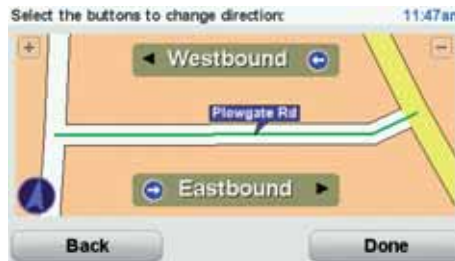 Select the buttons to change direction: 11:47am
Westbound
Plowgate Rd
Eastbound
Back Done